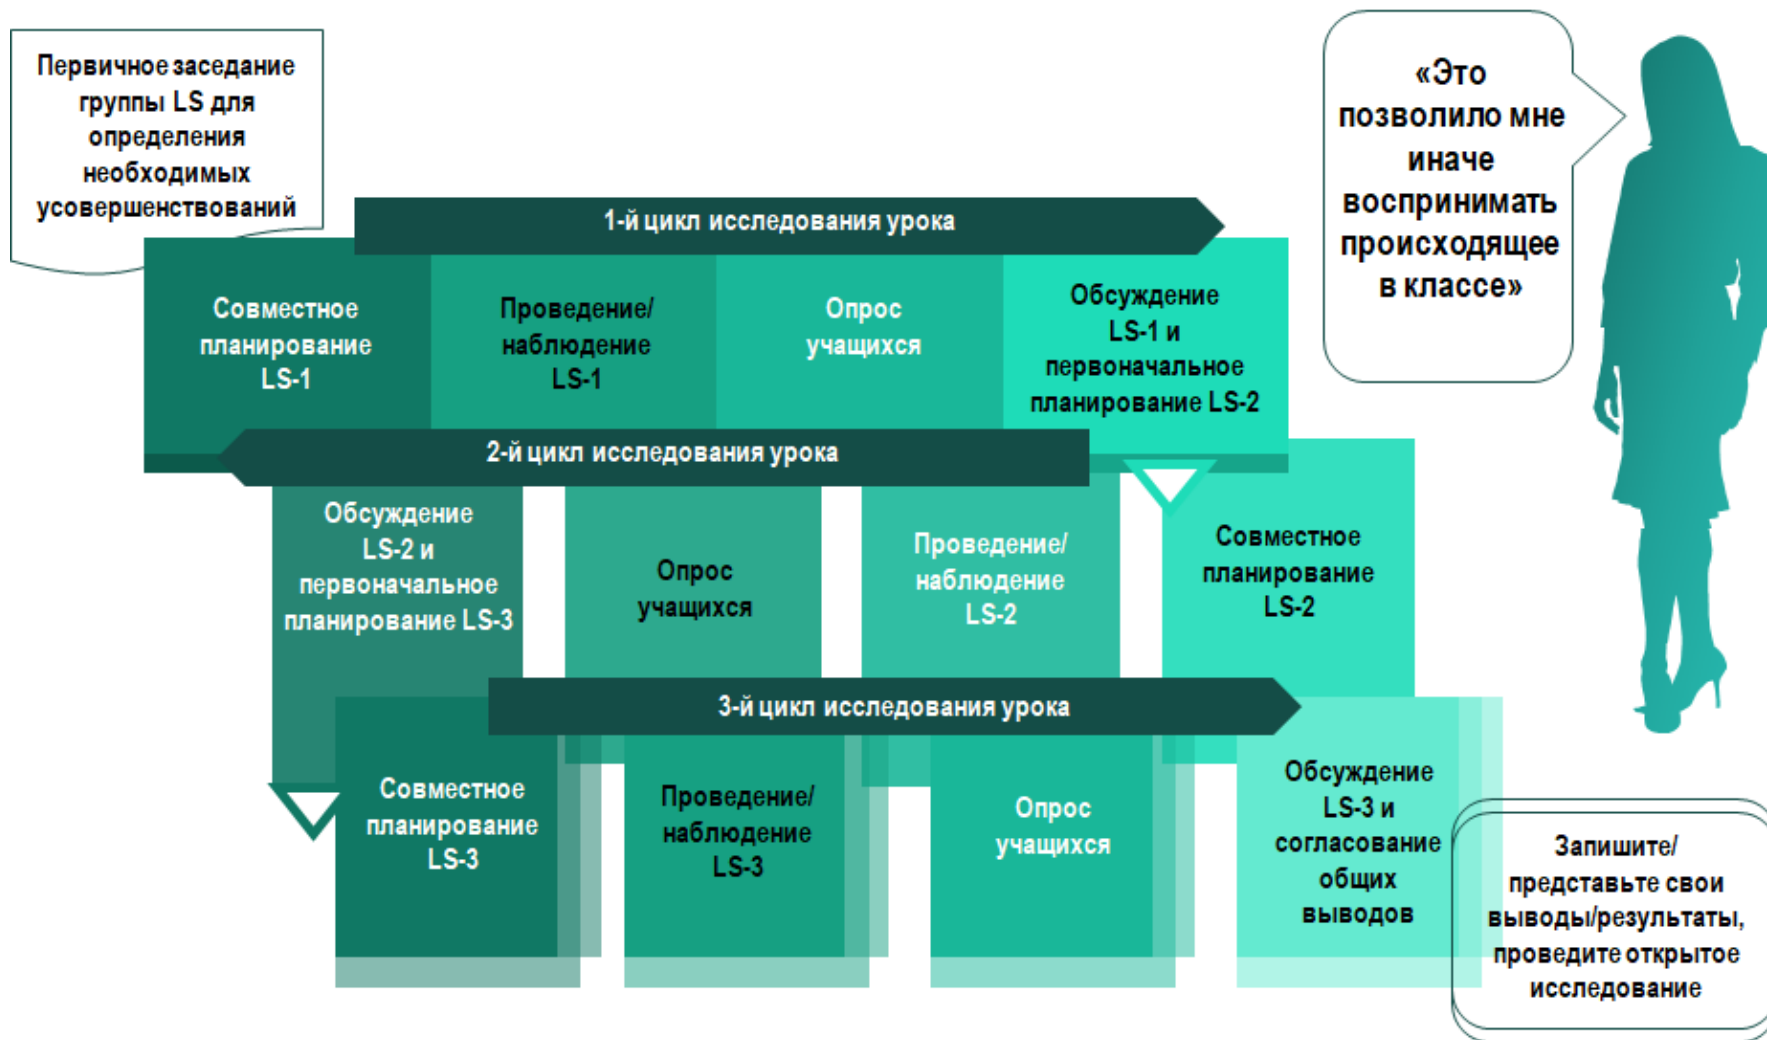 Первичное заседание
группы LS для
определения
необходимых
усовершенствований
«Это
позволило мне
иначе
воспринимать
происходящее
в классе»
1-й цикл исследования урока
Совместное
планирование
LS-1
Проведение/
наблюдение
LS-1
Опрос
учащихся
Обсуждение
LS-1 и
первоначальное
планирование LS-2
2-й цикл исследования урока
Обсуждение
LS-2 и
первоначальное
планирование LS-3
Опрос
учащихся
Проведение/
наблюдение
LS-2
Совместное
планирование
LS-2
3-й цикл исследования урока
Совместное
планирование
LS-3
Проведение/
наблюдение
LS-3
Опрос
учащихся
Обсуждение
LS-3 и
согласование
общих
выводов
Запишите/
представьте свои
выводы/результаты,
проведите открытое
исследование